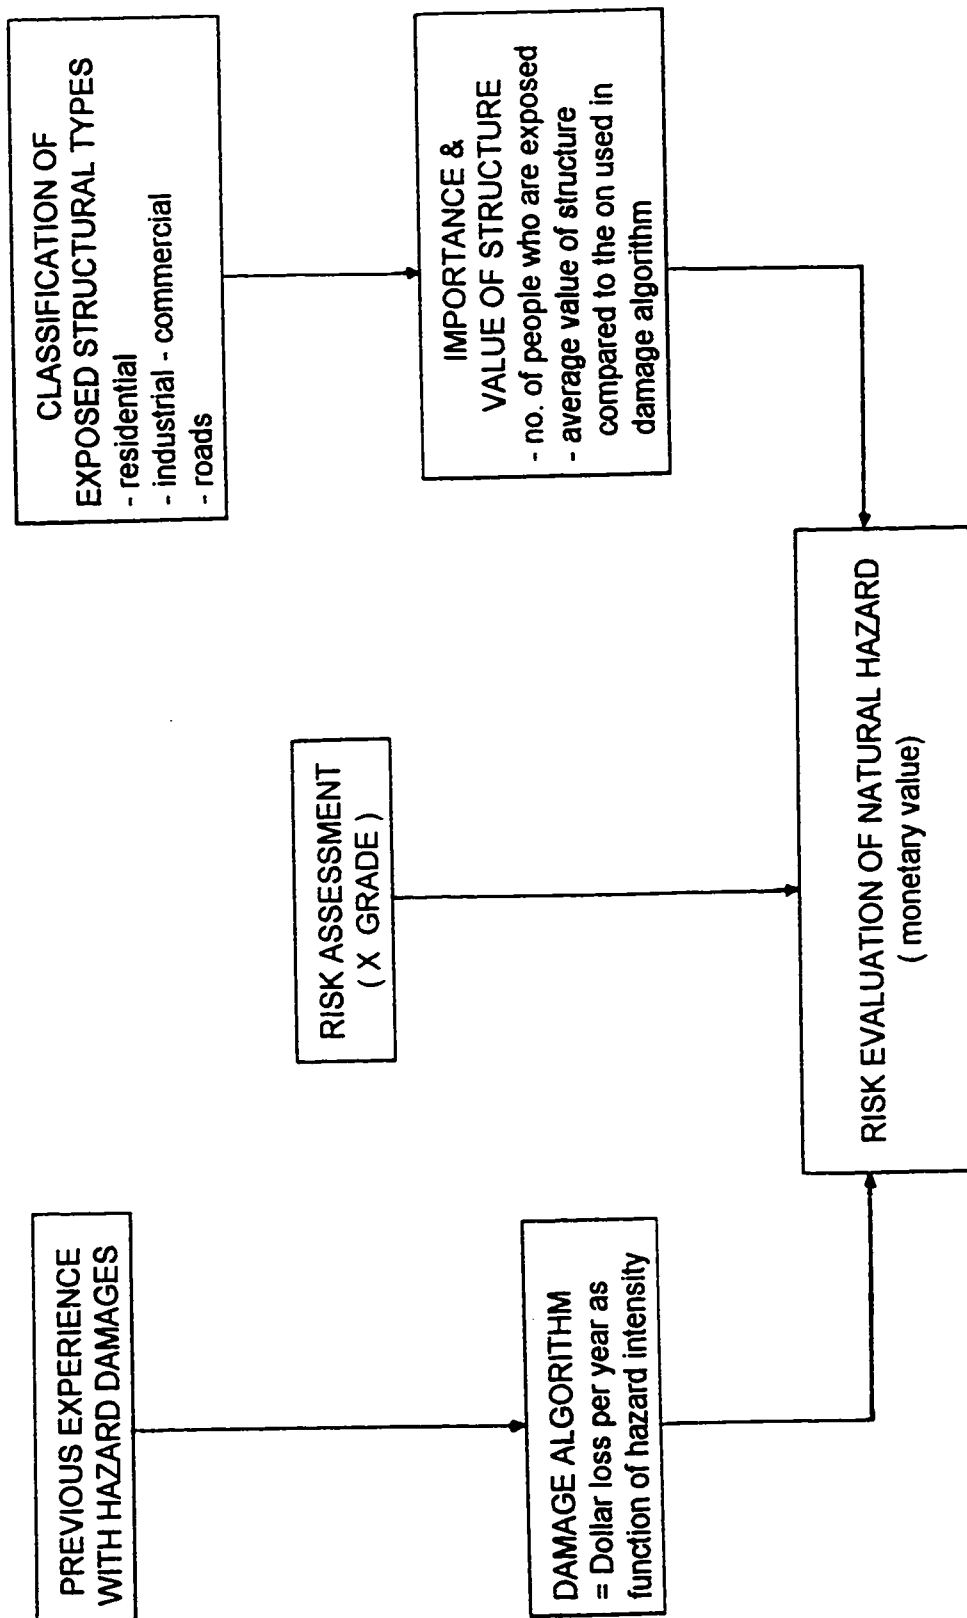 PREVIOUS EXPERIENCE
WITH HAZARD DAMAGES
RISK ASSESSMENT
( X GRADE )
CLASSIFICATION OF
EXPOSED STRUCTURAL TYPES
- residential
- industrial - commercial
- roads
DAMAGE ALGORITHM
= Dollar loss per year as
function of hazard intensity
IMPORTANCE &
VALUE OF STRUCTURE
- no. of people who are exposed
- average value of structure
compared to the on used in
damage algorithm
RISK EVALUATION OF NATURAL HAZARD
( monetary value)